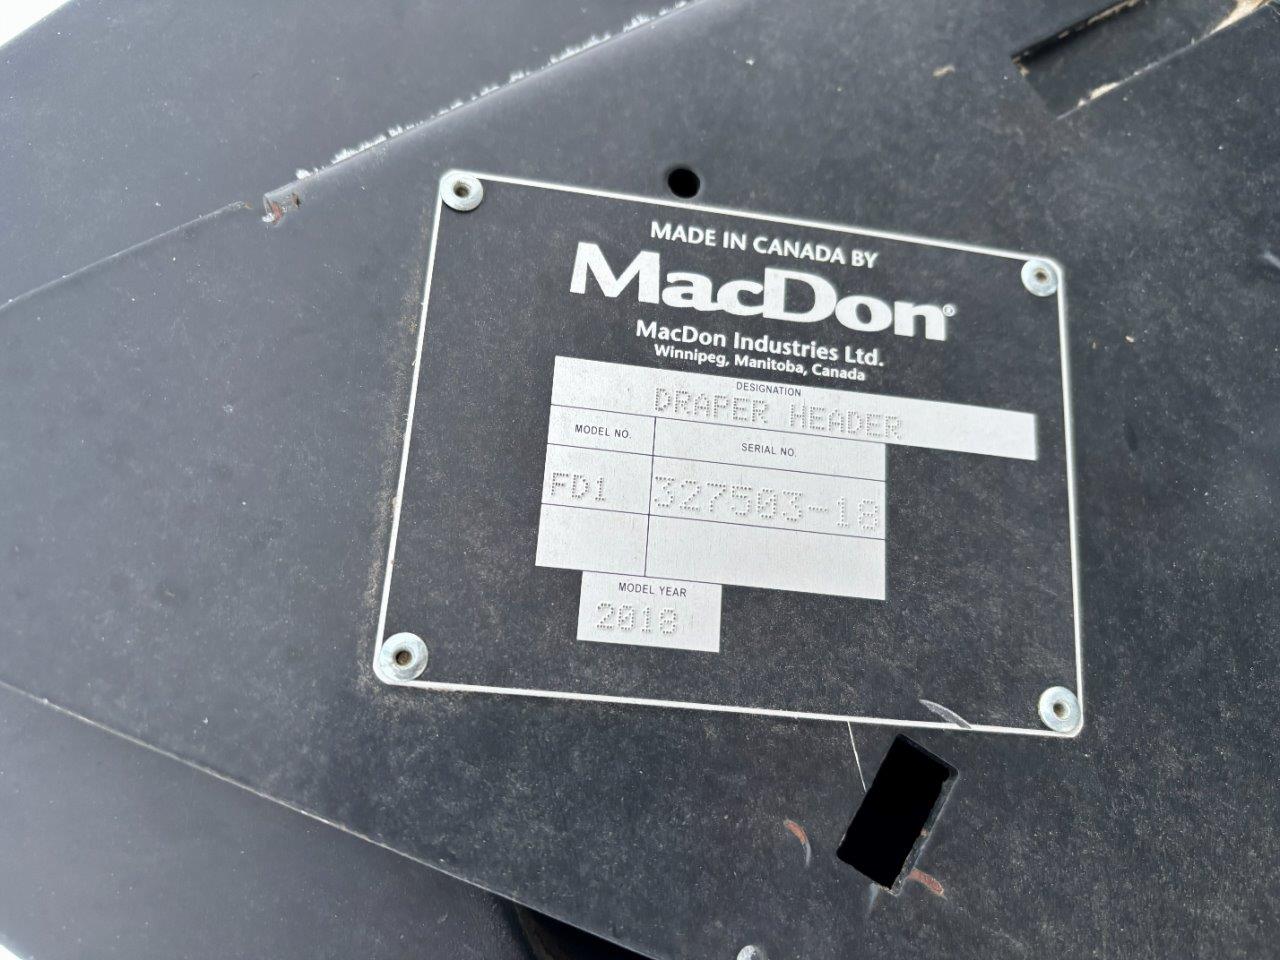 MADE IN CANADA BY
MacDon®
MacDon Industries Ltd.
Winnipeg, Manitoba, Canada
DESIGNATION
DRAPER HEADER
MODEL NO. SERIAL NO.
FD1 327503-18
MODEL YEAR
2018